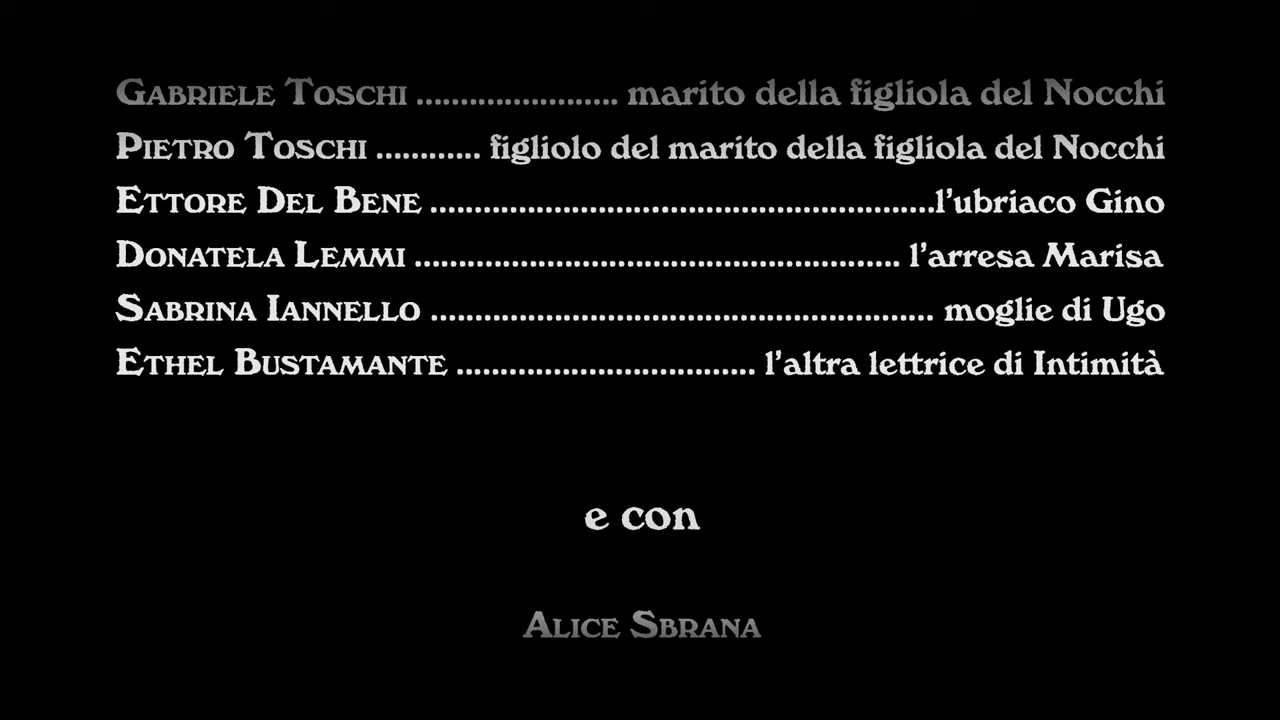 Gabriele Toschi ....................... marito della figliola del Nocchi
Pietro Toschi ............ figliolo del marito della figliola del Nocchi
Ettore Del Bene .........................................................l'ubriaco Gino
Donatela Lemmi ....................................................... l'arresa Marisa
Sabrina Iannello ......................................................... moglie di Ugo
Ethel Bustamante .................................. l'altra lettrice di Intimità
e con
Alice Sbrana